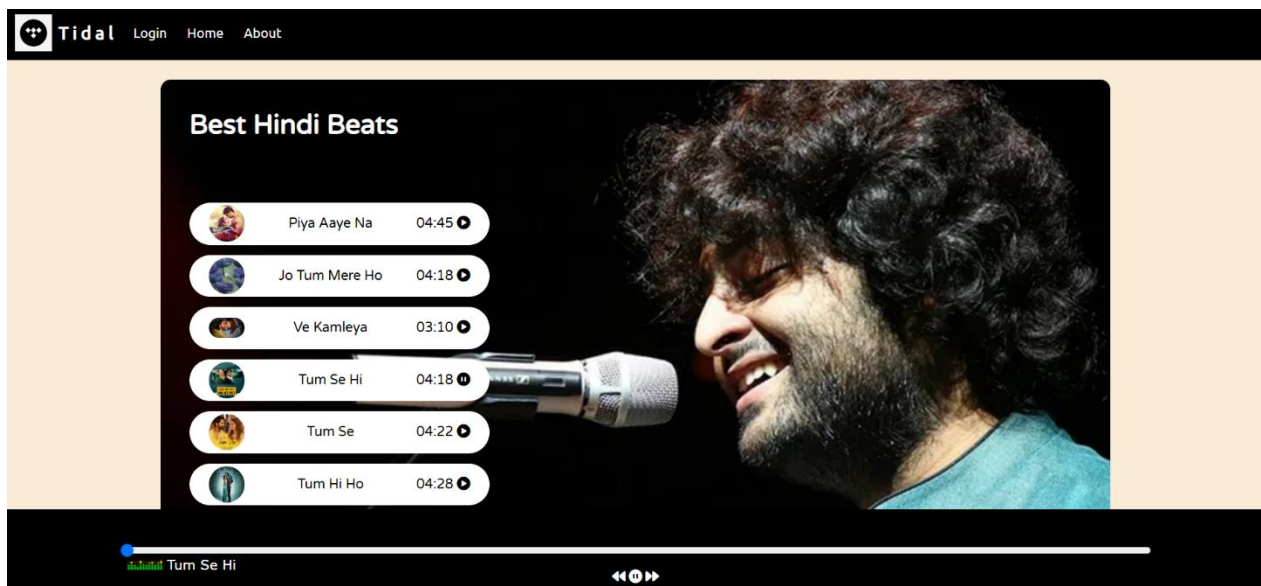 Tidal Login Home About
Best Hindi Beats
Piya Aaye Na 04:45
Jo Tum Mere Ho 04:18
Ve Kamleya 03:10
Tum Se Hi 04:18
Tum Se 04:22
Tum Hi Ho 04:28
Tum Se Hi